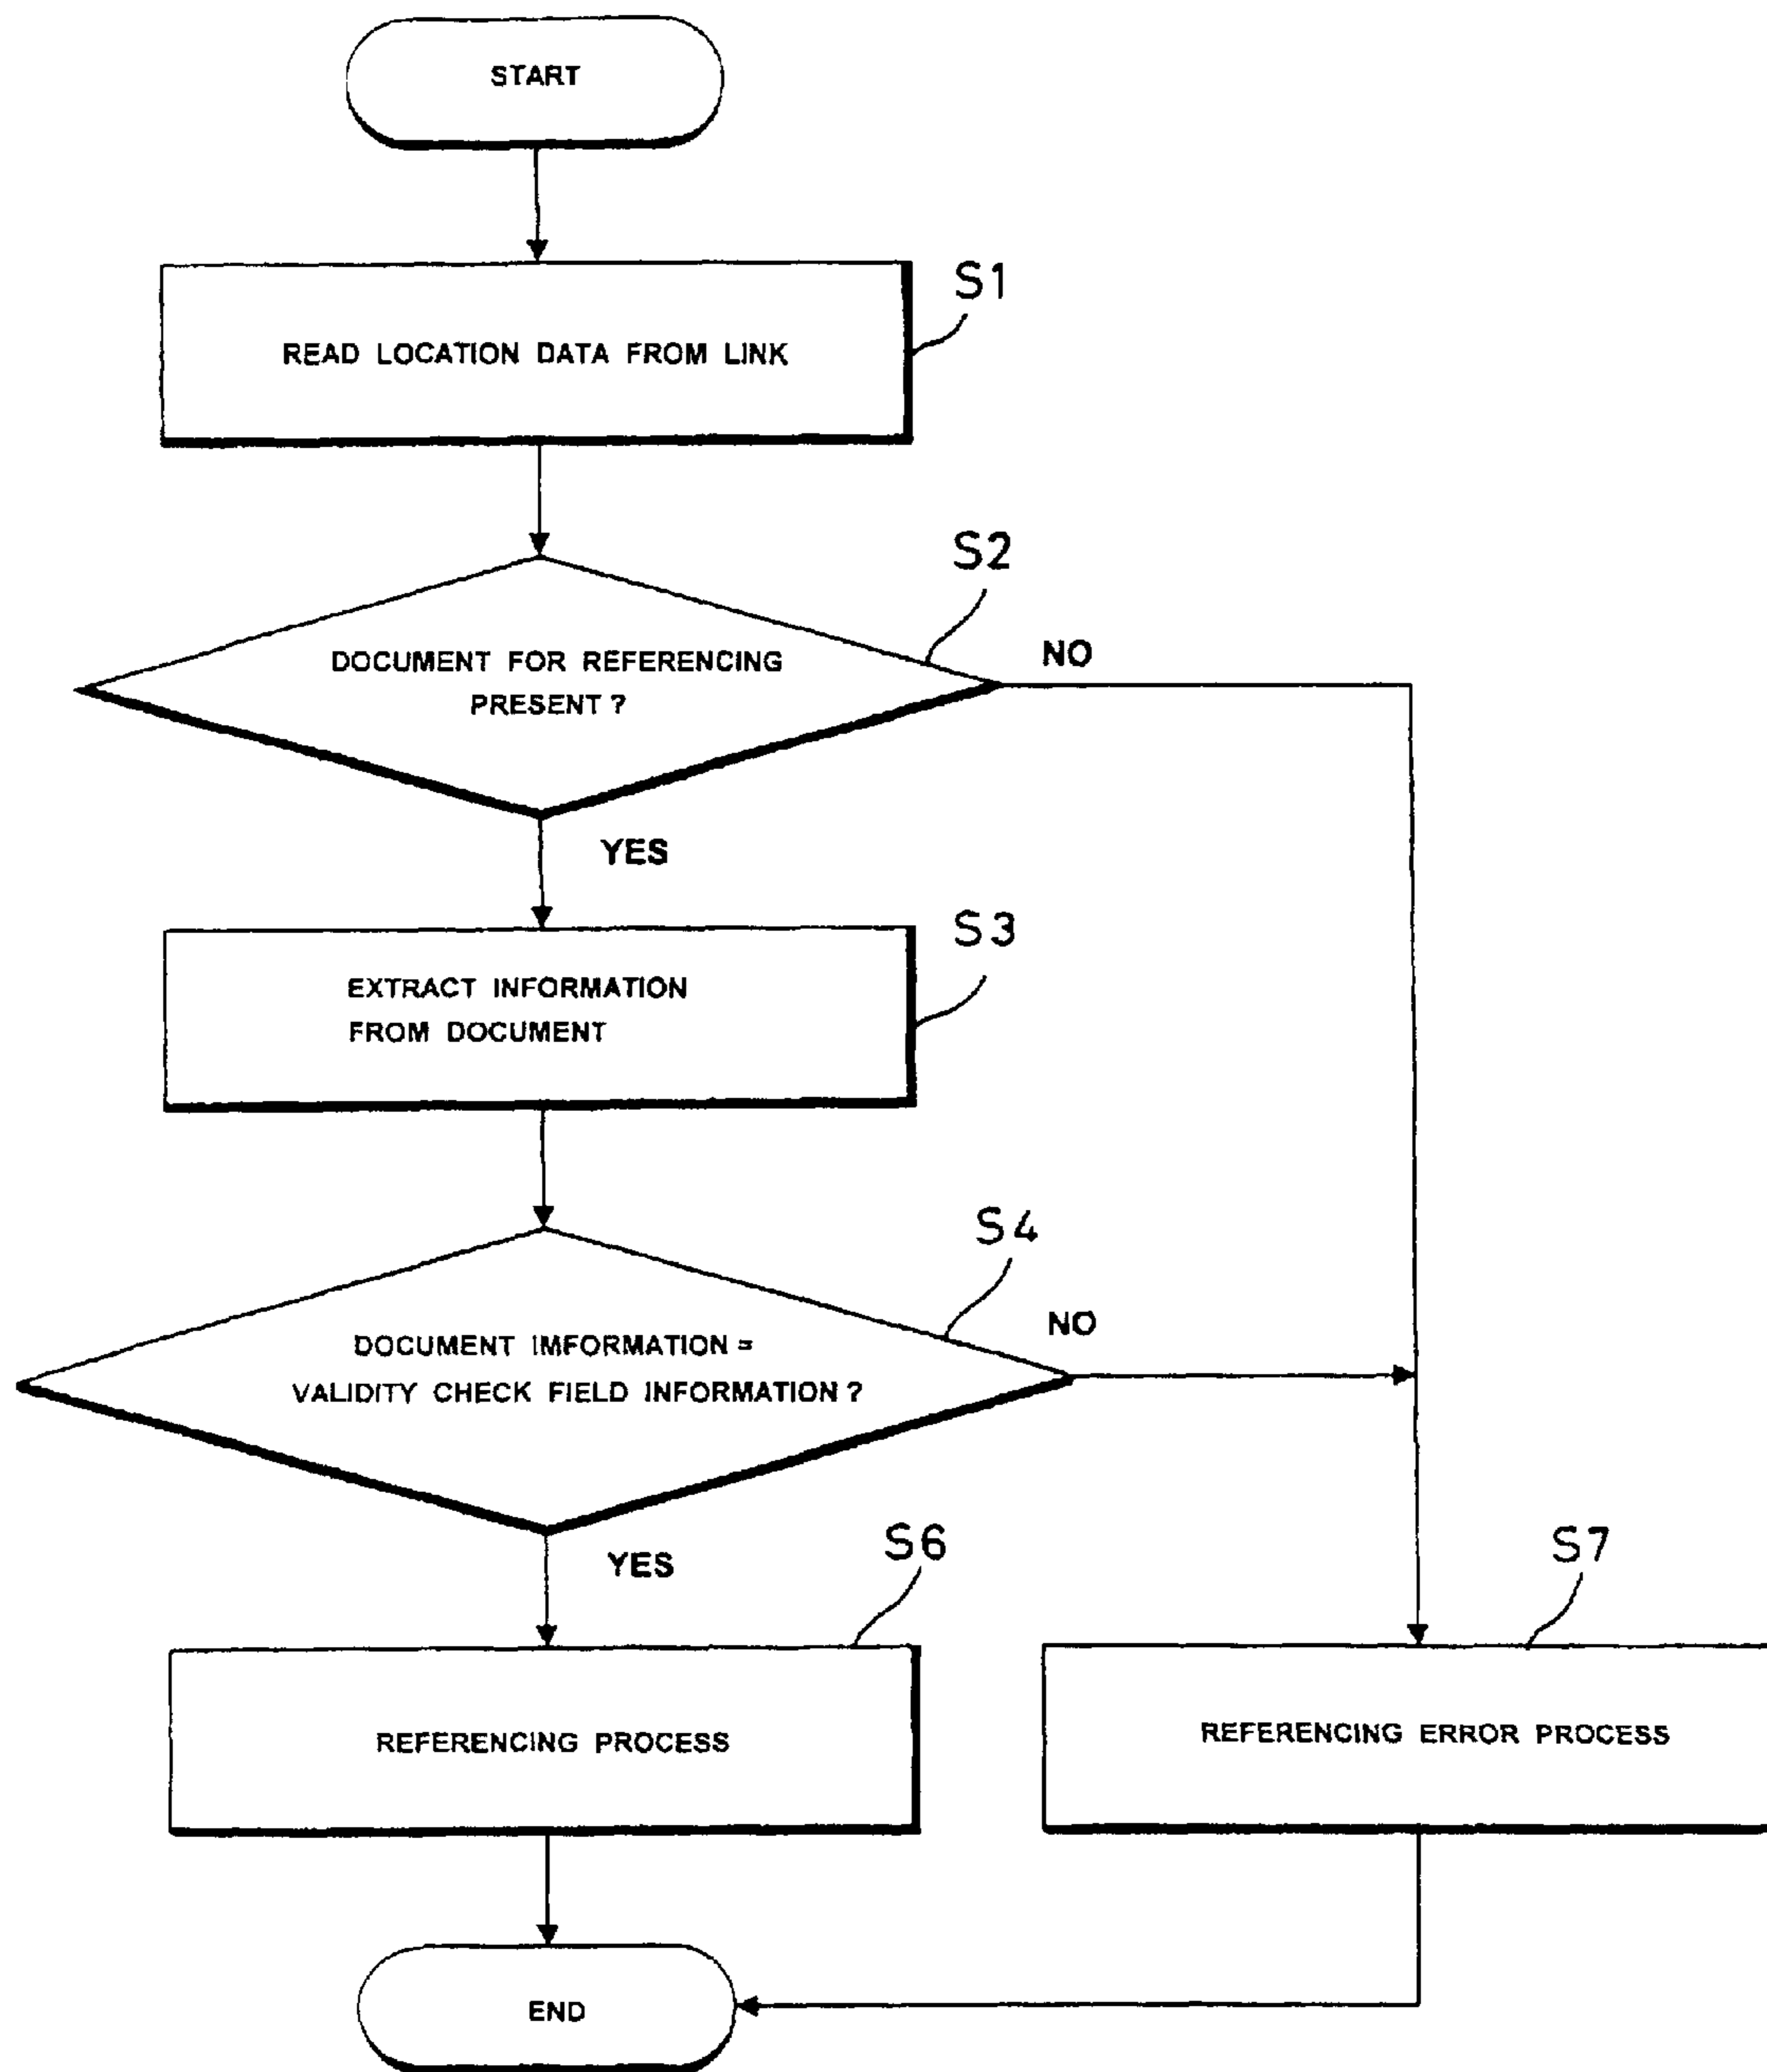 START
S1
READ LOCATION DATA FROM LINK
S2
DOCUMENT FOR REFERENCING
PRESENT ?
NO
YES
S3
EXTRACT INFORMATION
FROM DOCUMENT
S4
DOCUMENT IMFORMATION =
VALIDITY CHECK FIELD INFORMATION ?
NO
YES
S6
S7
REFERENCING PROCESS
REFERENCING ERROR PROCESS
END